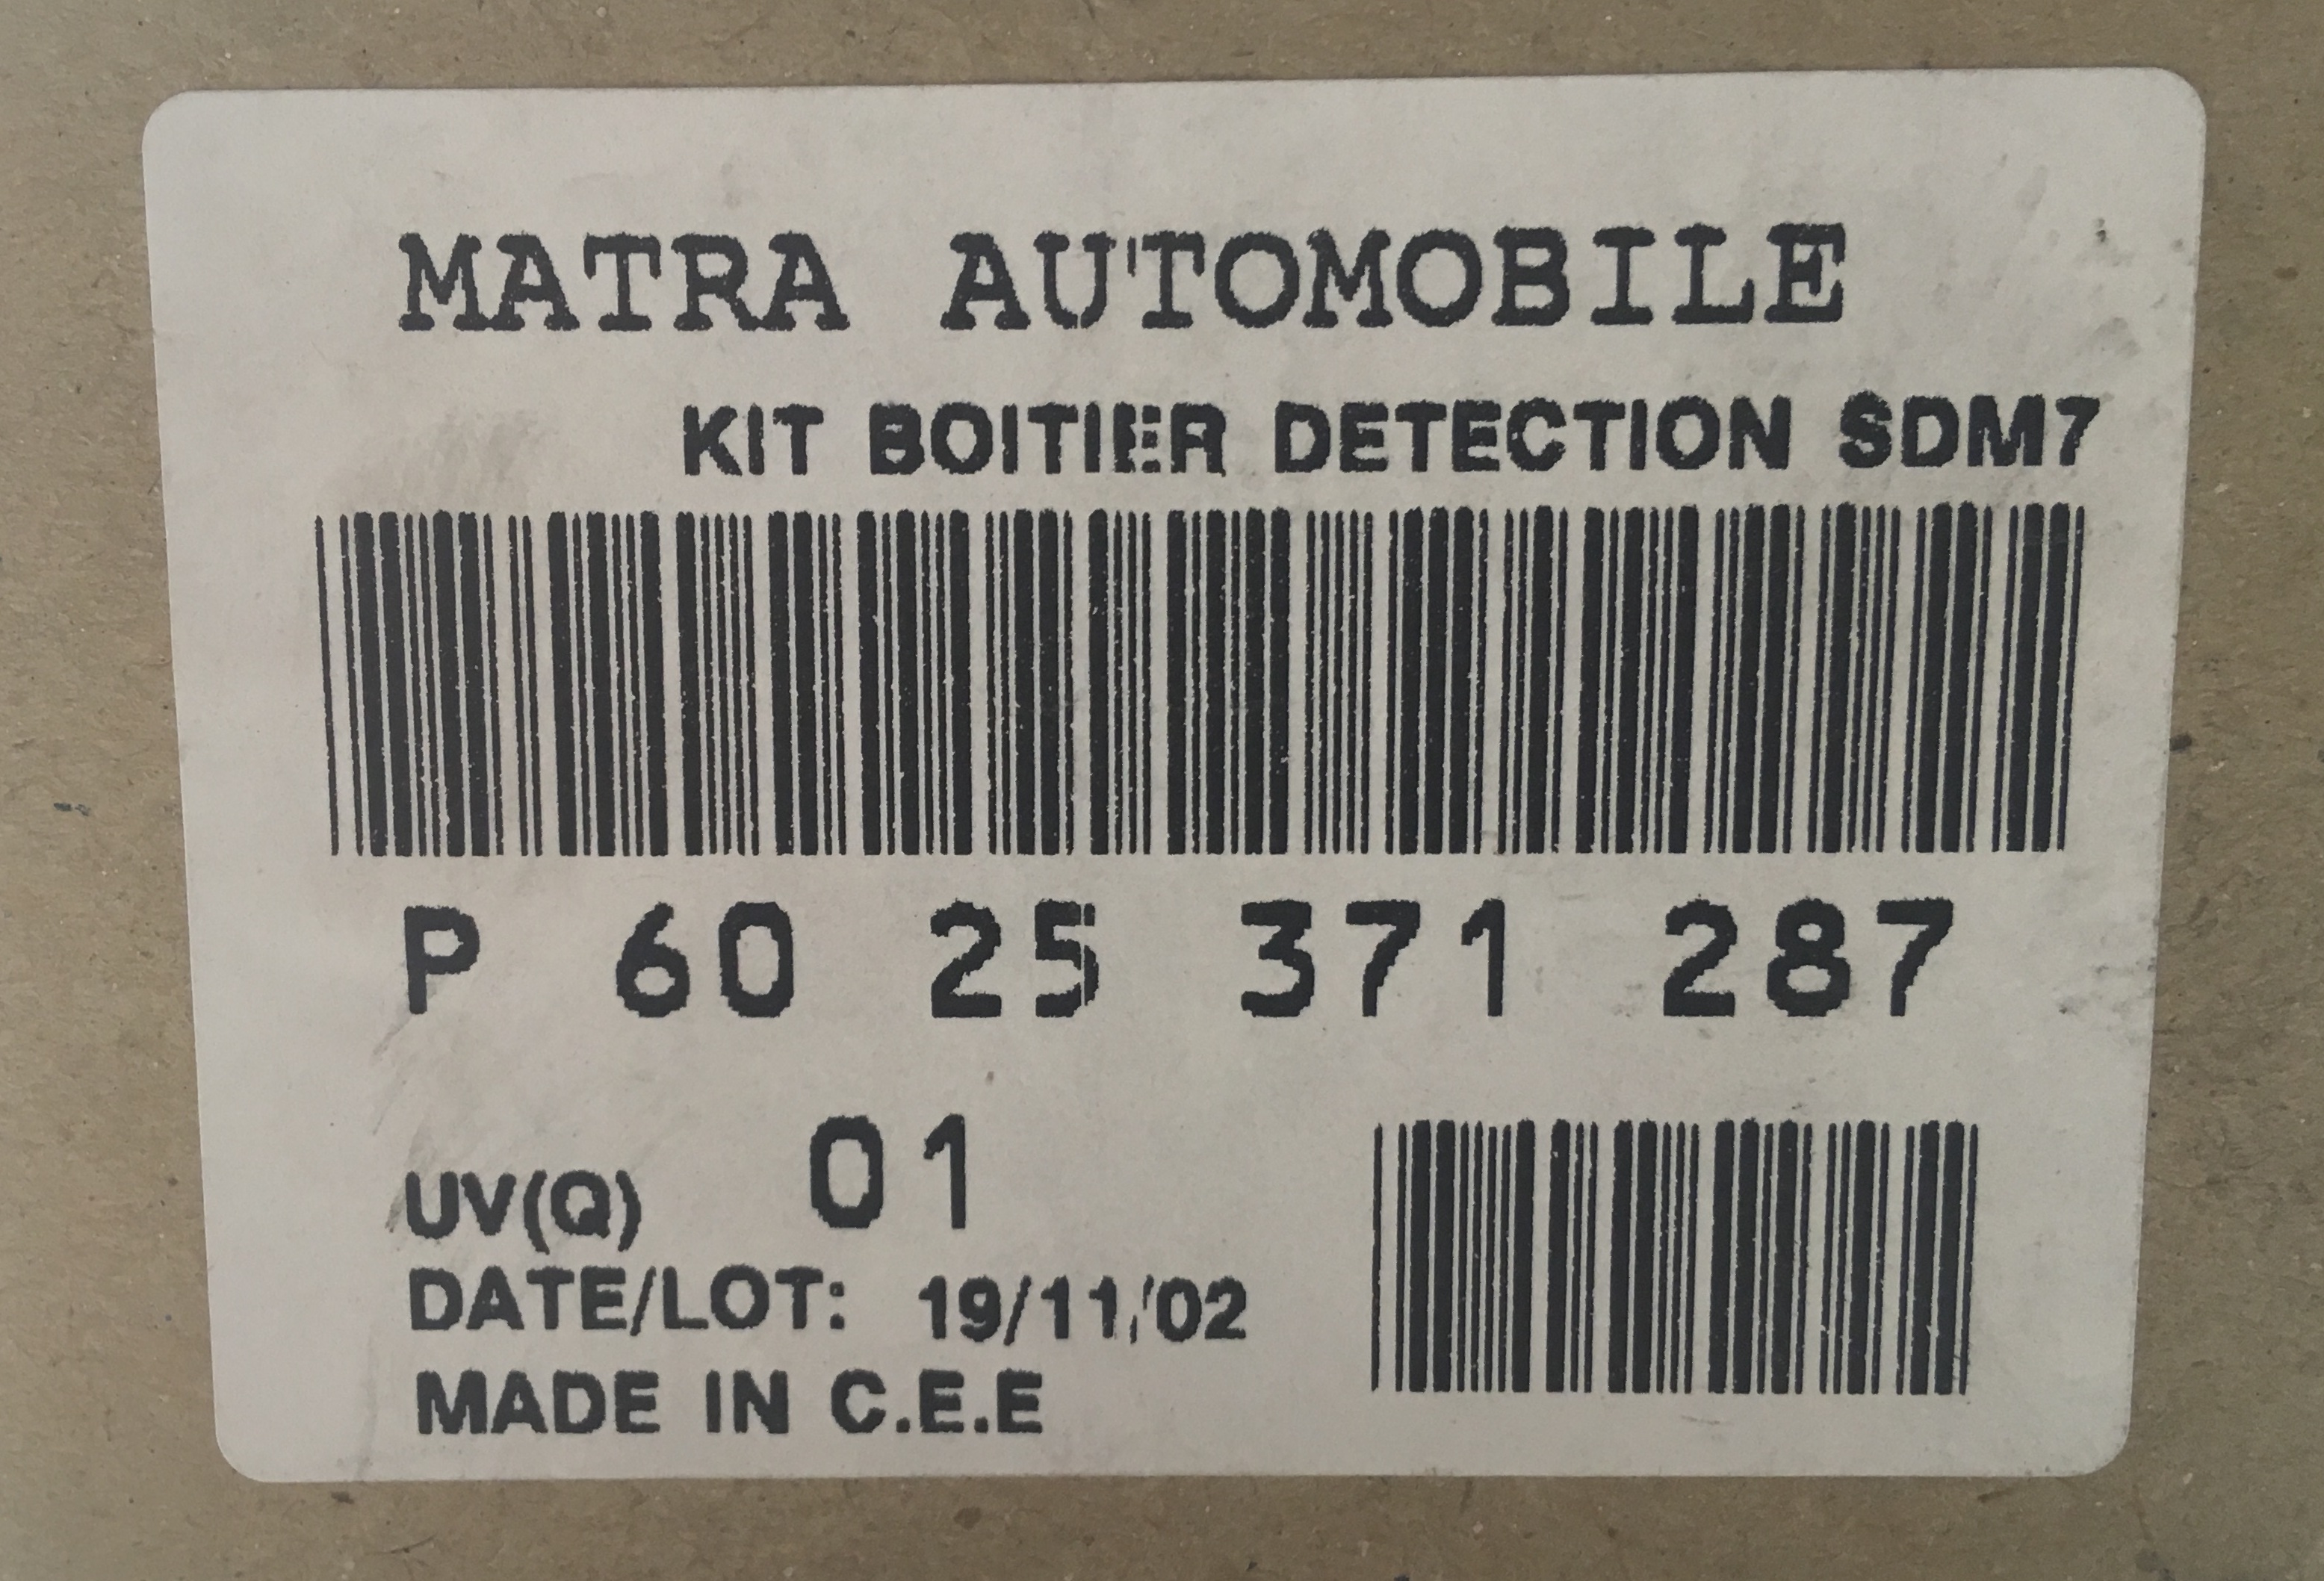 MATRA AUTOMOBILE
KIT BOITIER DETECTION SDM7
P 60 25 371 287
UV(Q) 01
DATE/LOT: 19/11/02
MADE IN C.E.E